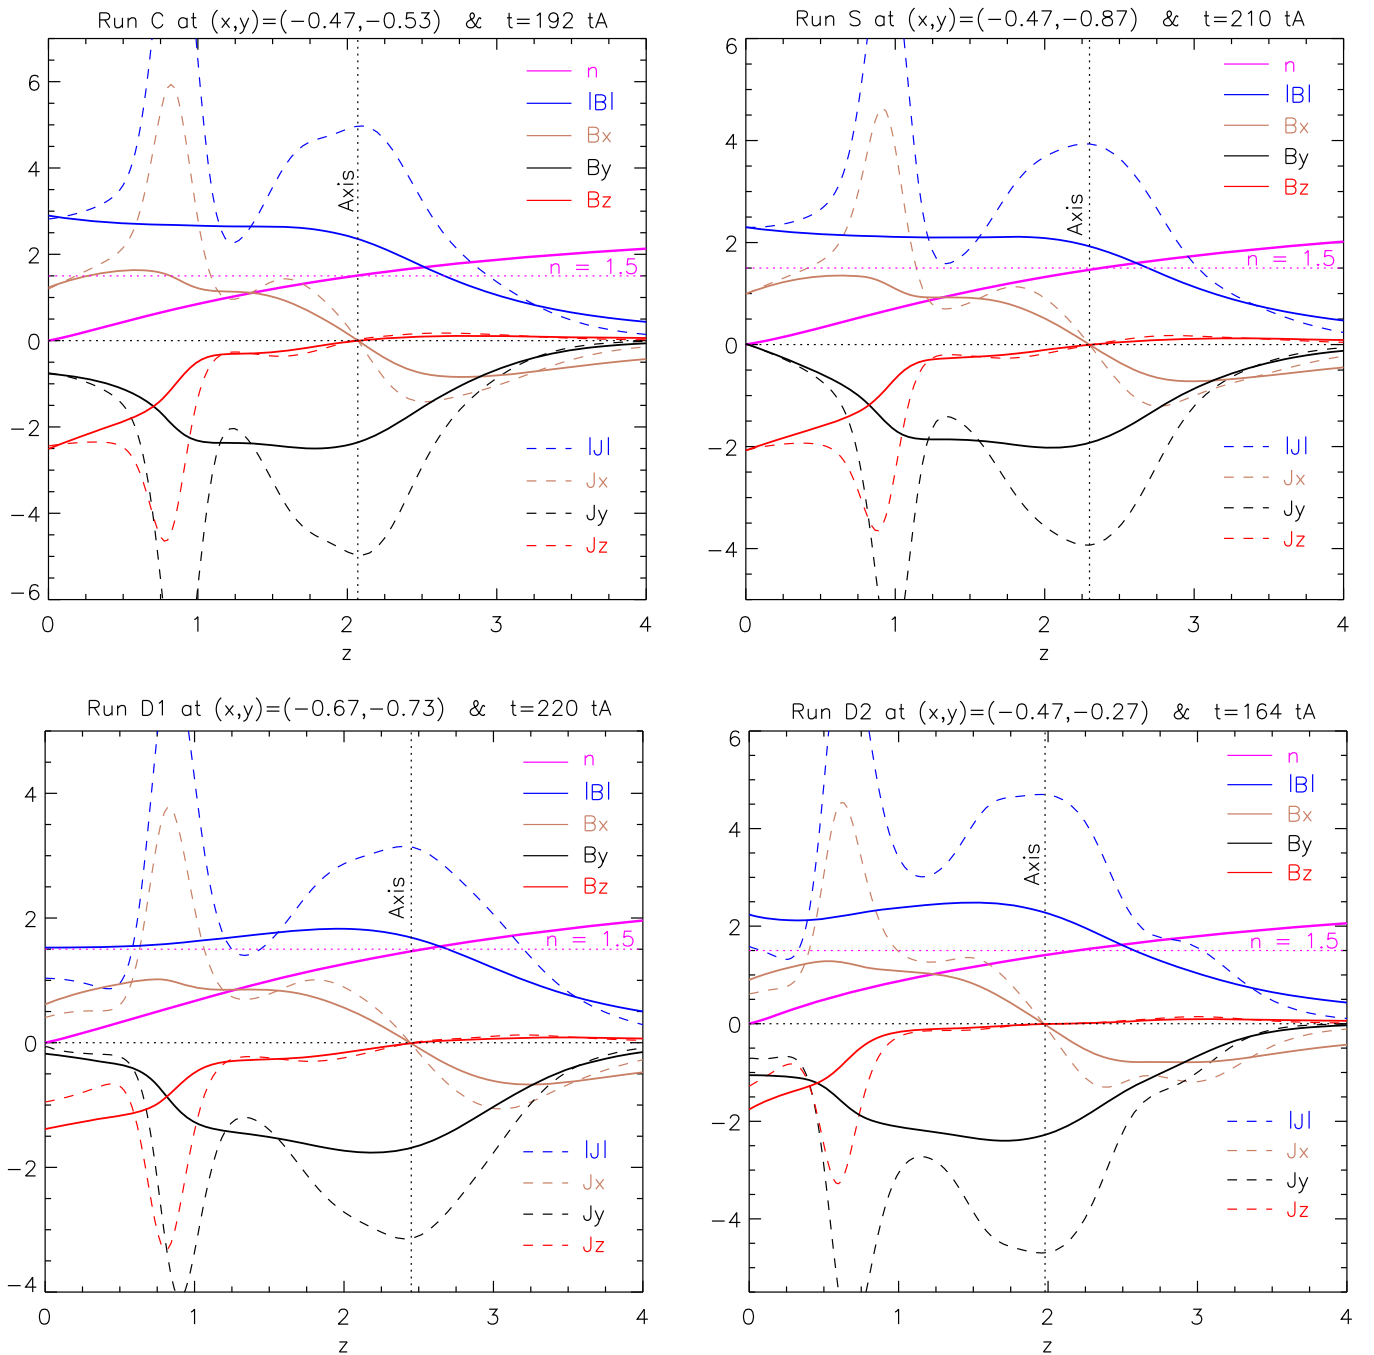 Run C at (x,y)=(−0.47,−0.53) & t=192 tA
6
4
2
0
−2
−4
−6
n
|B|
Bx
By
Bz
Axis
n = 1.5
|J|
Jx
Jy
Jz
0 1 2 3 4
z
Run S at (x,y)=(−0.47,−0.87) & t=210 tA
6
4
2
0
−2
−4
n
|B|
Bx
By
Bz
Axis
n = 1.5
|J|
Jx
Jy
Jz
0 1 2 3 4
z
Run D1 at (x,y)=(−0.67,−0.73) & t=220 tA
4
2
0
−2
−4
n
|B|
Bx
By
Bz
Axis
n = 1.5
|J|
Jx
Jy
Jz
0 1 2 3 4
z
Run D2 at (x,y)=(−0.47,−0.27) & t=164 tA
6
4
2
0
−2
−4
n
|B|
Bx
By
Bz
Axis
n = 1.5
|J|
Jx
Jy
Jz
0 1 2 3 4
z